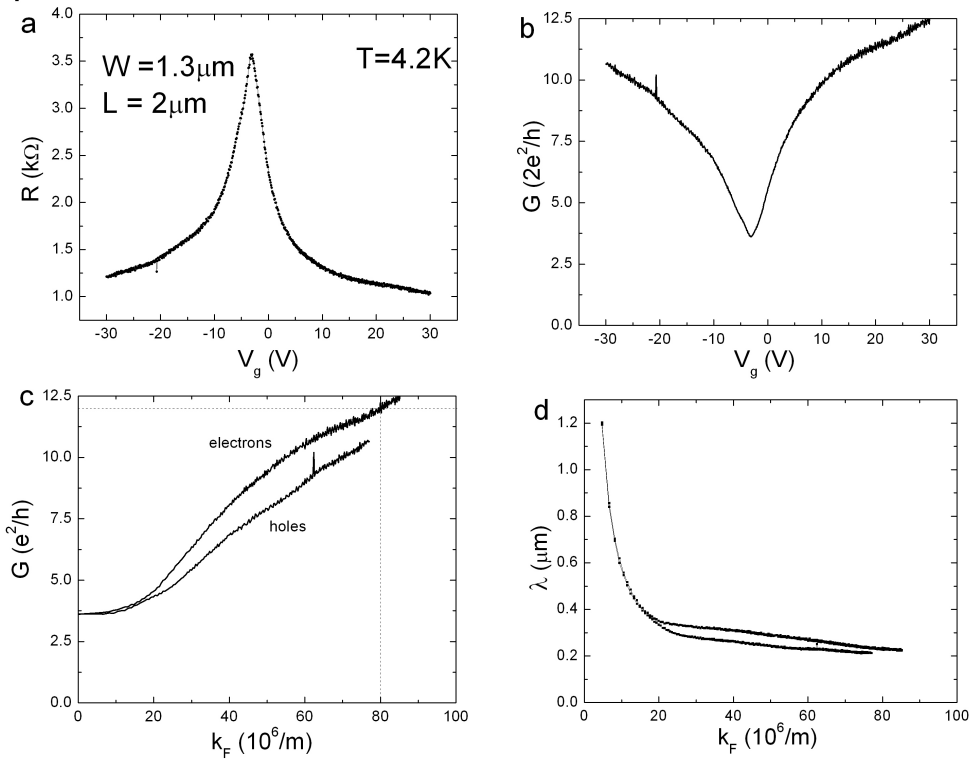 a
W =1.3μm
L = 2μm
T=4.2K
R (kΩ)
4.0
3.5
3.0
2.5
2.0
1.5
1.0
-30 -20 -10 0 10 20 30
V_g (V)
b
G (2e²/h)
12.5
10.0
7.5
5.0
2.5
0.0
-30 -20 -10 0 10 20 30
V_g (V)
c
G (e²/h)
12.5
10.0
7.5
5.0
2.5
0.0
electrons
holes
0 20 40 60 80 100
k_F (10⁶/m)
d
λ (μm)
1.2
1.0
0.8
0.6
0.4
0.2
0.0
0 20 40 60 80 100
k_F (10⁶/m)